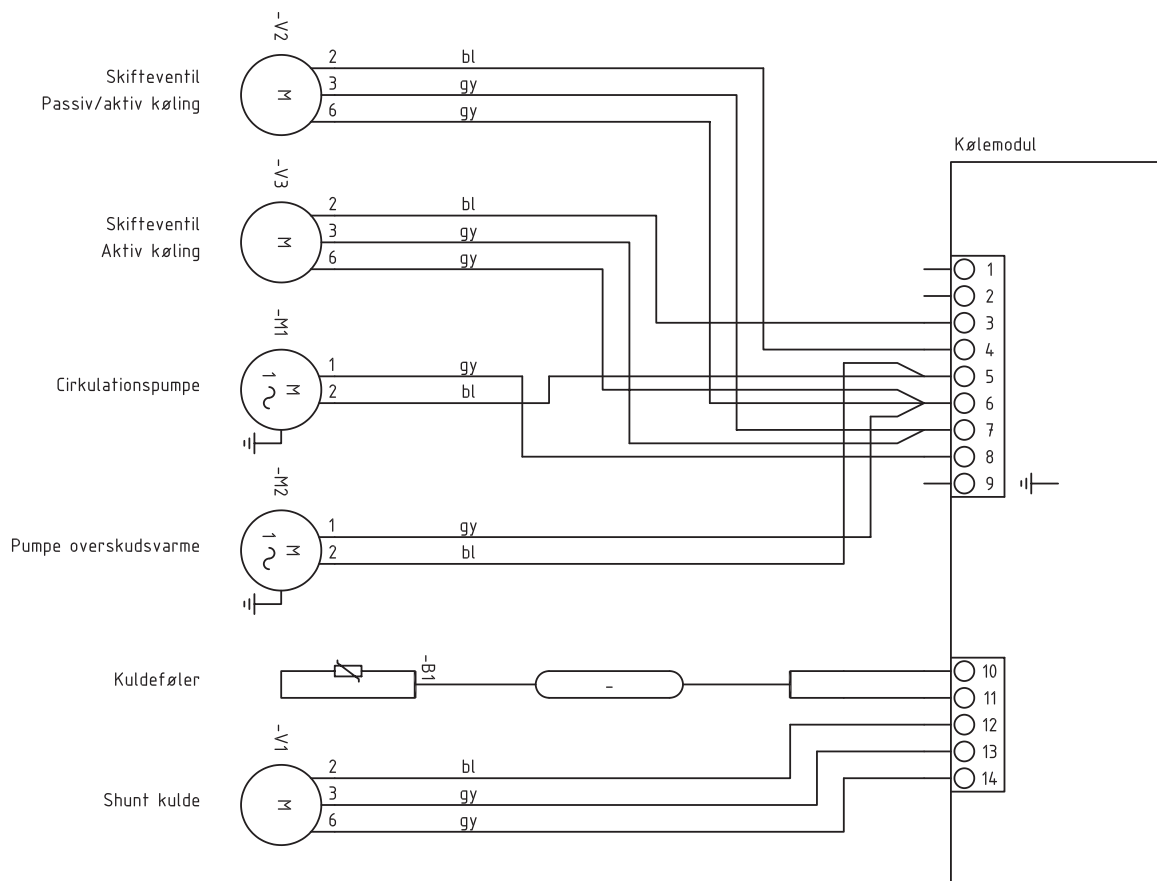 -V2
Skifteventil
Passiv/aktiv køling
M
2 bl
3 gy
6 gy
Kølemodul
-V3
Skifteventil
Aktiv køling
M
2 bl
3 gy
6 gy
1
2
3
4
5
6
7
8
9
-M1
Cirkulationspumpe
M
1
1 gy
2 bl
-M2
Pumpe overskudsvarme
M
1
1 gy
2 bl
Kuldeføler
-B1
-
10
11
12
13
14
-V1
Shunt kulde
M
2 bl
3 gy
6 gy